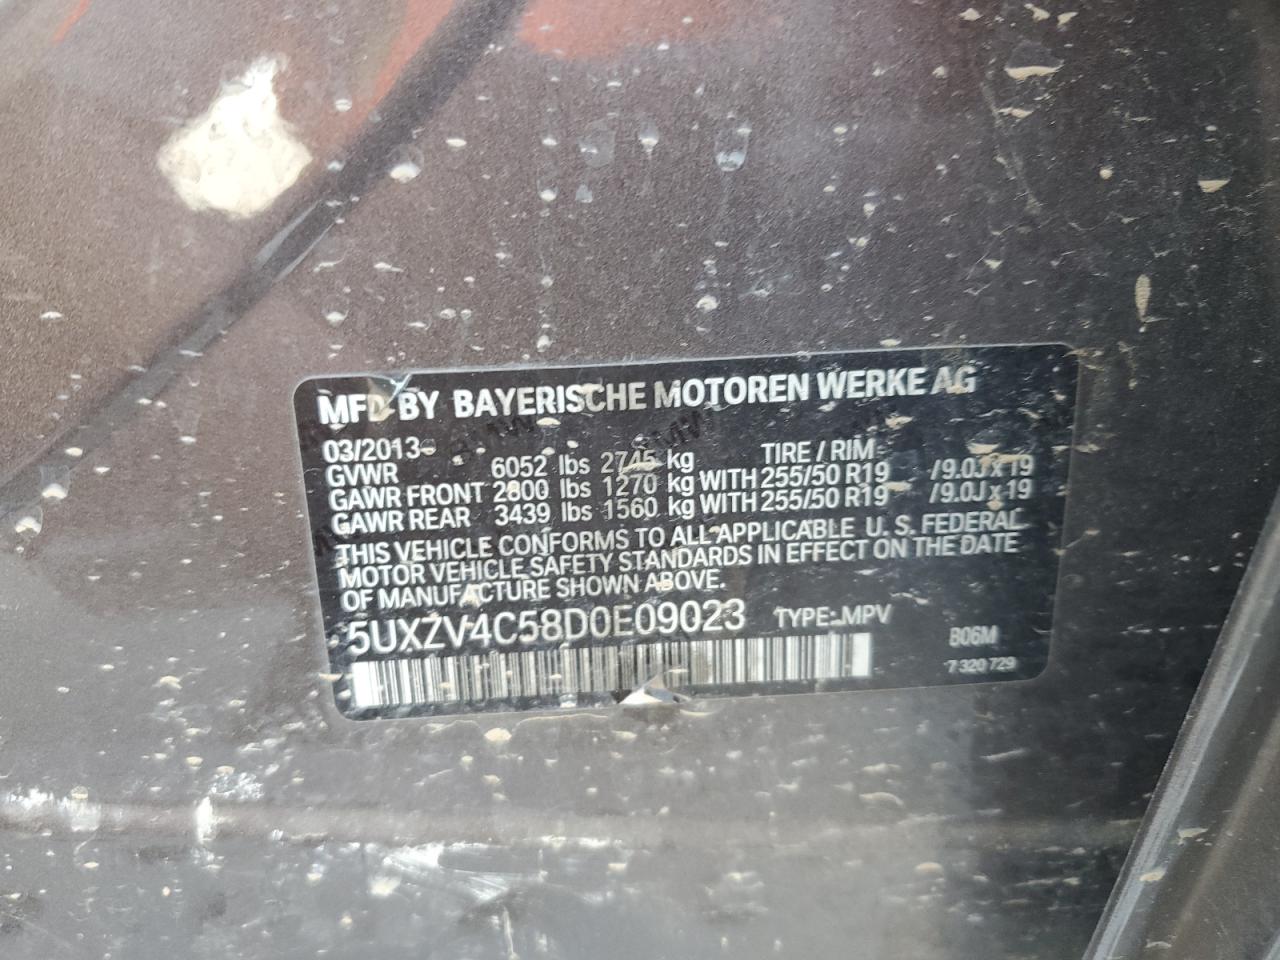 MFD BY BAYERISCHE MOTOREN WERKE AG
03/2013 TIRE / RIM
GVWR 6052 lbs 2745 kg
GAWR FRONT 2800 lbs 1270 kg WITH 255/50 R19 /9.0J x 19
GAWR REAR 3439 lbs 1560 kg WITH 255/50 R19 /9.0J x 19
THIS VEHICLE CONFORMS TO ALL APPLICABLE U. S. FEDERAL
MOTOR VEHICLE SAFETY STANDARDS IN EFFECT ON THE DATE
OF MANUFACTURE SHOWN ABOVE.
5UXZV4C58D0E09023 TYPE: MPV
B06M
7 320 729